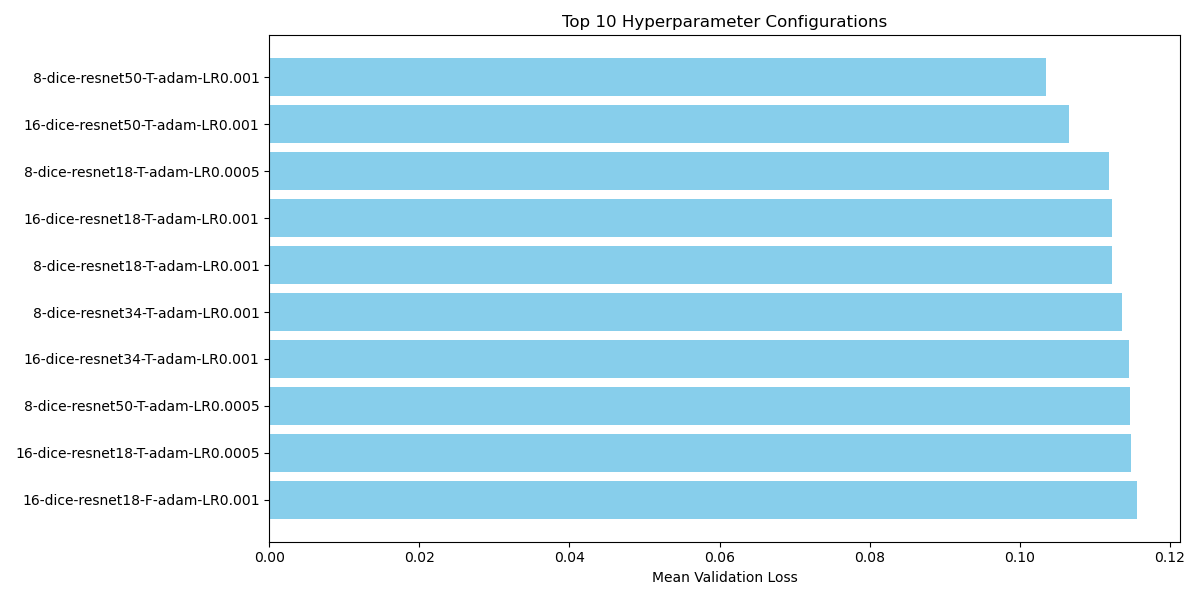 Top 10 Hyperparameter Configurations
8-dice-resnet50-T-adam-LR0.001
16-dice-resnet50-T-adam-LR0.001
8-dice-resnet18-T-adam-LR0.0005
16-dice-resnet18-T-adam-LR0.001
8-dice-resnet18-T-adam-LR0.001
8-dice-resnet34-T-adam-LR0.001
16-dice-resnet34-T-adam-LR0.001
8-dice-resnet50-T-adam-LR0.0005
16-dice-resnet18-T-adam-LR0.0005
16-dice-resnet18-F-adam-LR0.001
0.00 0.02 0.04 0.06 0.08 0.10 0.12
Mean Validation Loss